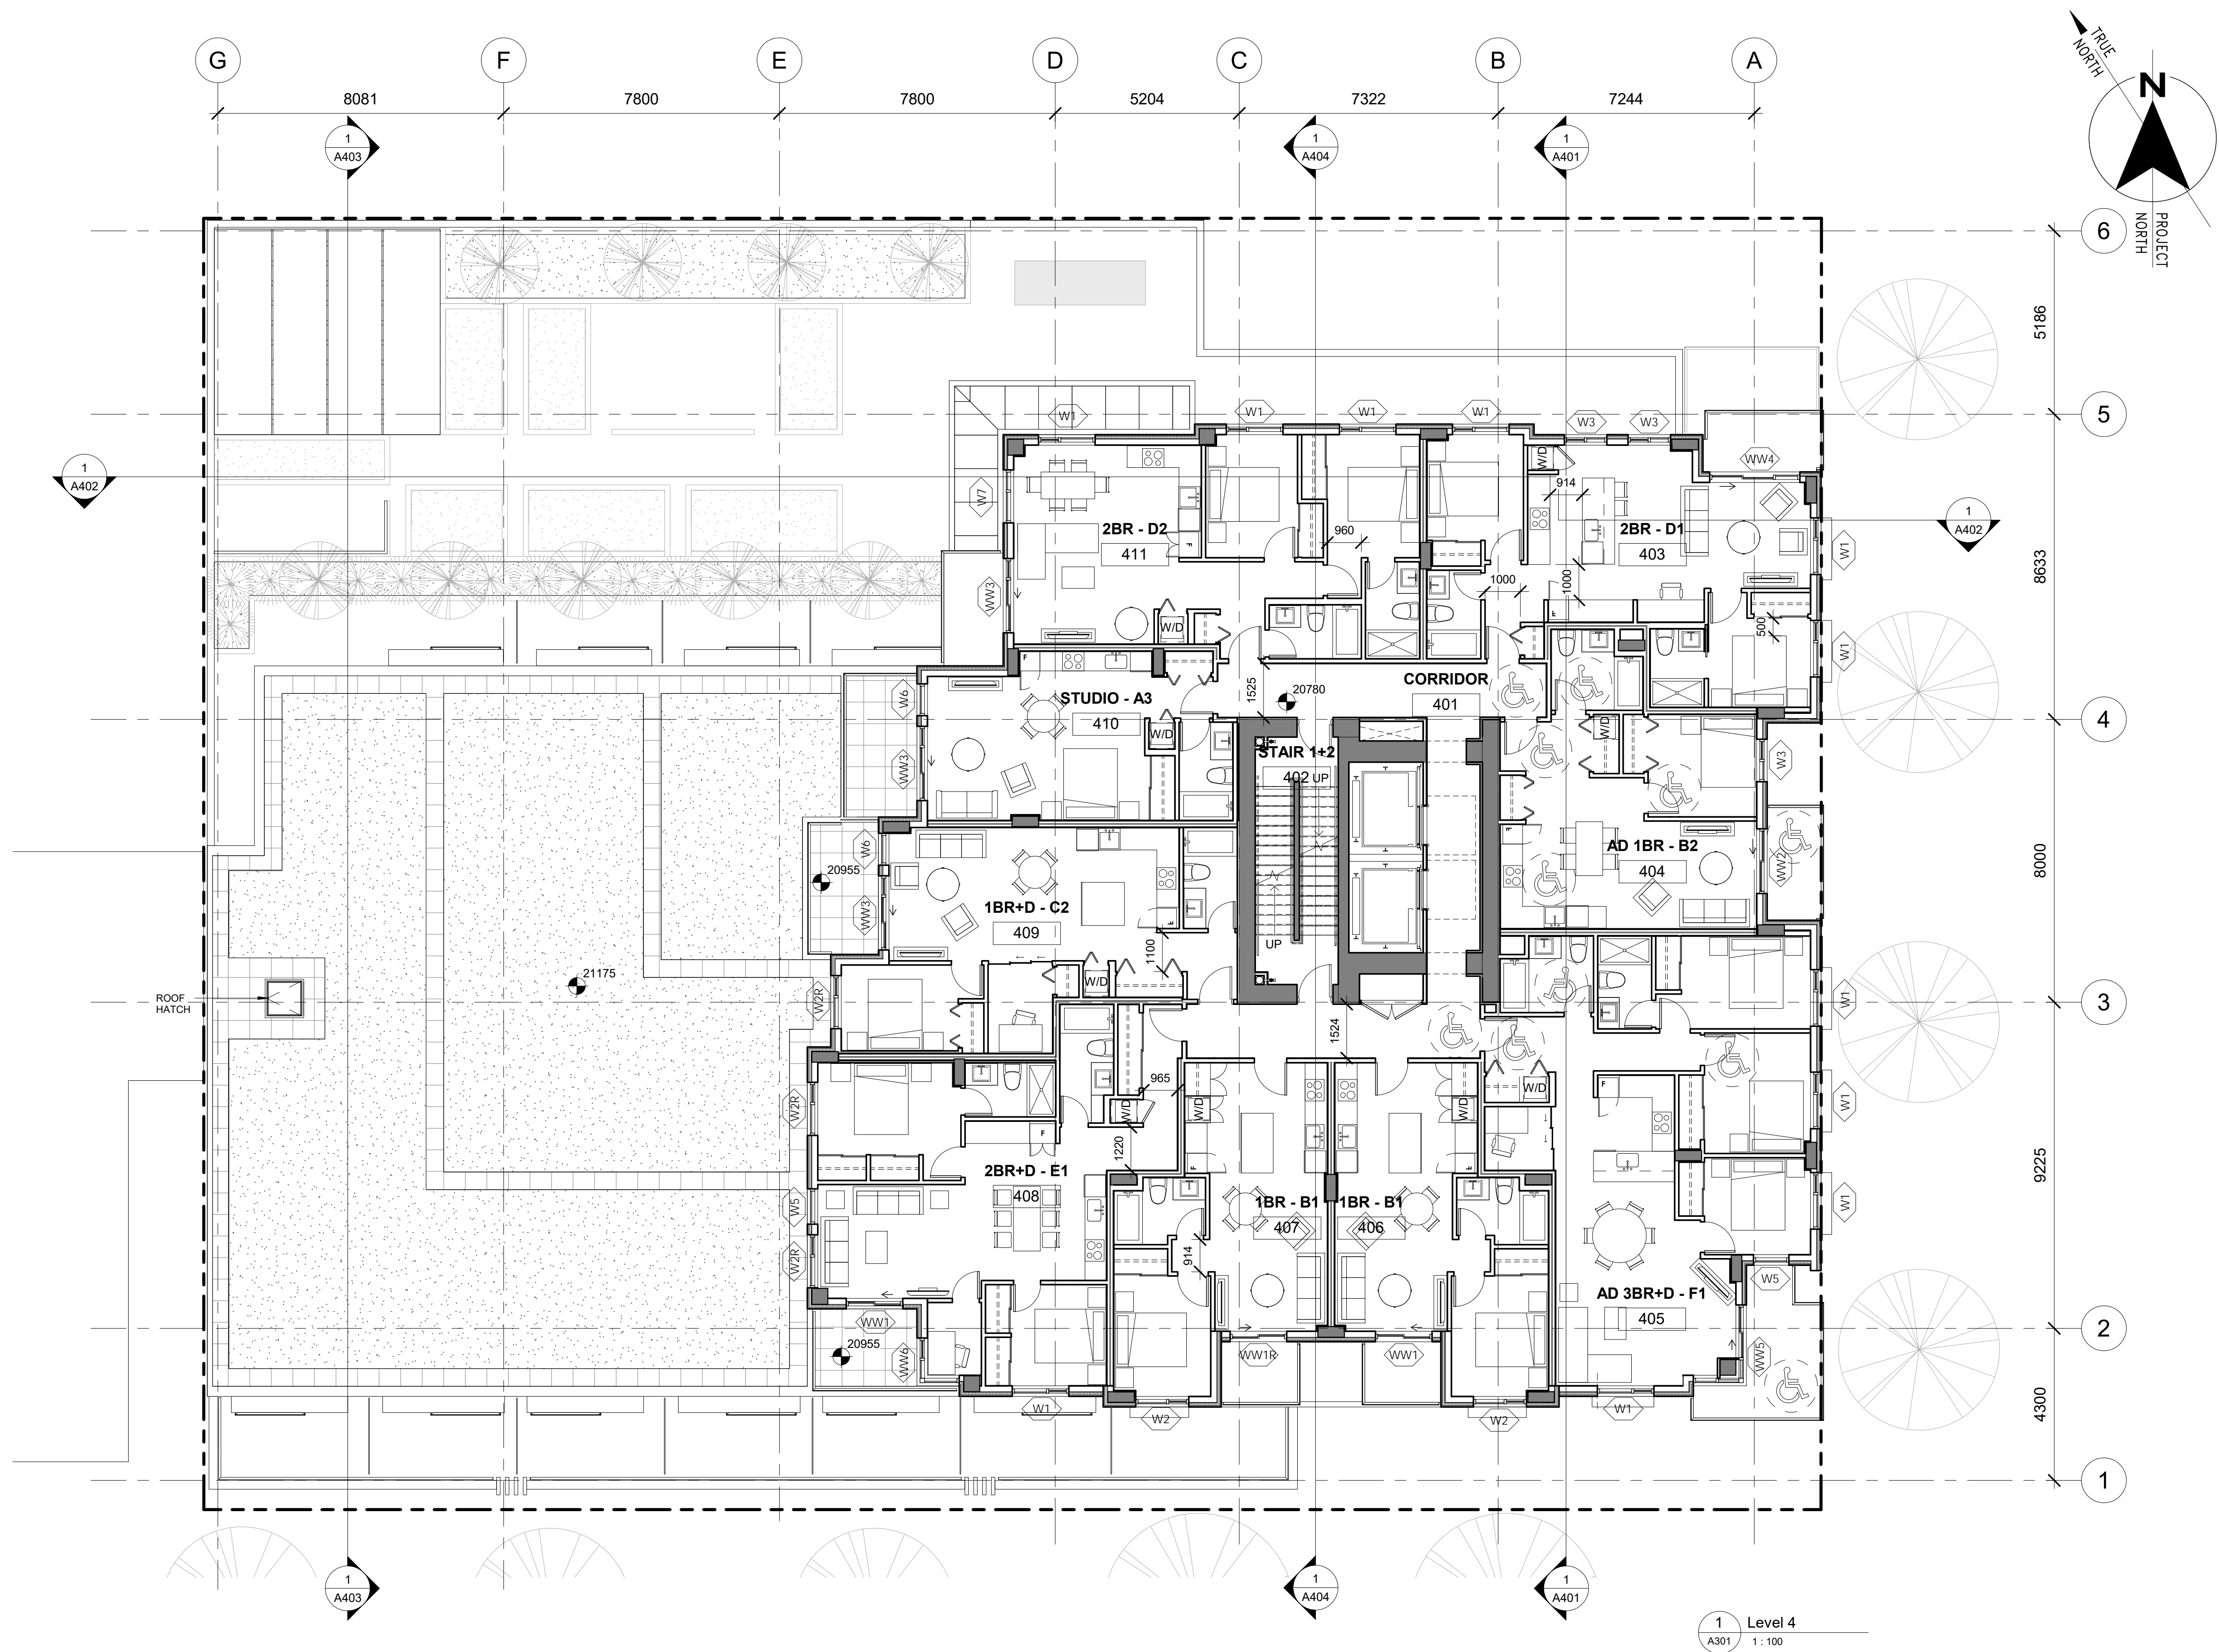 G
F
E
D
C
B
A
TRUE
NORTH
N
PROJECT
NORTH
8081
7800
7800
5204
7322
7244
1
A403
1
A404
1
A401
6
5186
5
W1
W1
W1
W1
W3
W3
WW4
1
A402
W7
W/D
914
2BR - D2
411
F
960
2BR - D1
403
1
A402
W1
8633
WW3
1000
1000
F
W/D
500
W1
F
W6
STUDIO - A3
410
W/D
1525
20780
CORRIDOR
401
4
W/D
W3
WW3
STAIR 1+2
402
UP
F
W6
20955
AD 1BR - B2
404
WW2
8000
WW3
1BR+D - C2
409
F
1100
UP
21175
W/D
ROOF
HATCH
W2R
W1
3
1524
965
W/D
W/D
W/D
W/D
F
W1
W2R
F
1220
F
F
2BR+D - E1
408
W5
1BR - B1
407
1BR - B1
406
W1
9225
914
W2R
W5
AD 3BR+D - F1
405
WW1
20955
WW6
WW1R
WW1
WW5
2
W1
W2
W2
W1
4300
1
1
A403
1
A404
1
A401
1
A301
Level 4
1 : 100